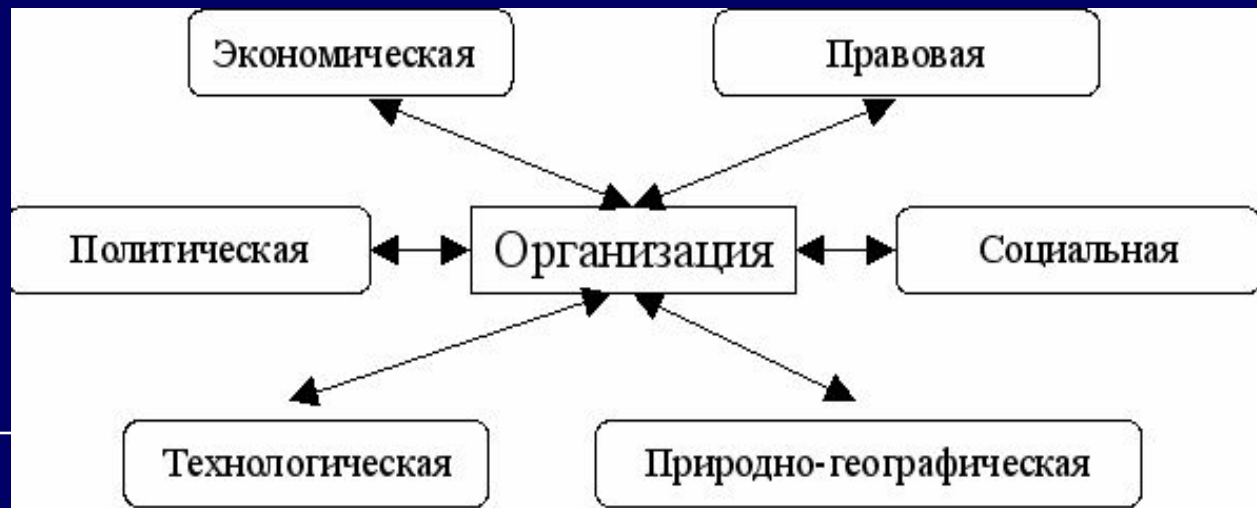 Экономическая
Правовая
Политическая
Организация
Социальная
Технологическая
Природно-географическая